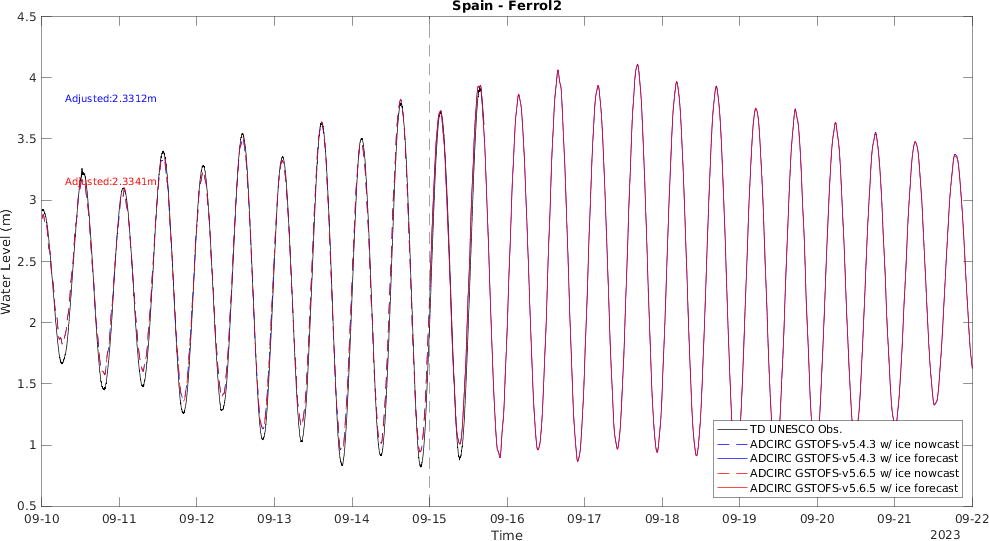 Spain - Ferrol2
4.5
4
3.5
3
2.5
2
1.5
1
0.5
Water Level (m)
Adjusted:2.3312m
Adjusted:2.3341m
TD UNESCO Obs.
ADCIRC GSTOFS-v5.4.3 w/ ice nowcast
ADCIRC GSTOFS-v5.4.3 w/ ice forecast
ADCIRC GSTOFS-v5.6.5 w/ ice nowcast
ADCIRC GSTOFS-v5.6.5 w/ ice forecast
09-10 09-11 09-12 09-13 09-14 09-15 09-16 09-17 09-18 09-19 09-20 09-21 09-22
Time
2023